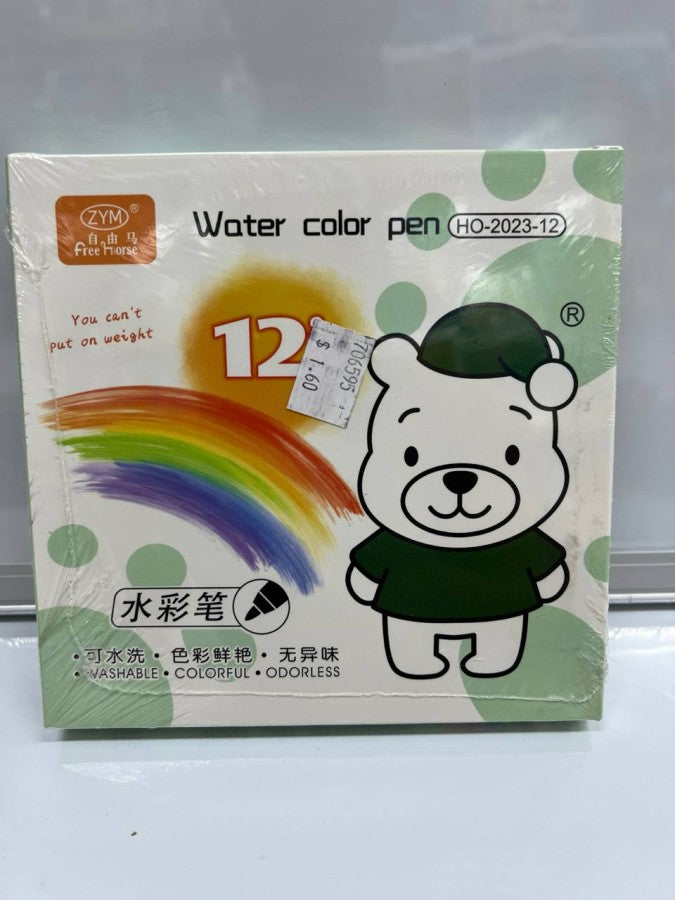 ZYM®
自由马
free horse
Water color pen HO-2023-12
®
You can't
put on weight
12
706595
$1.60
水彩笔
·可水洗·色彩鲜艳·无异味
·WASHABLE·COLORFUL·ODORLESS